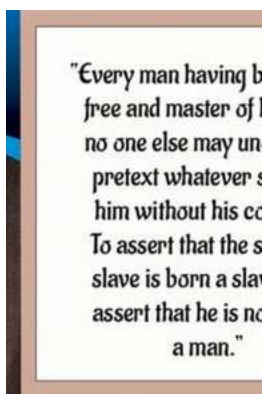 "Every man having b
free and master of
no one else may un
pretext whatever s
him without his co
To assert that the s
slave is born a slav
assert that he is no
a man."